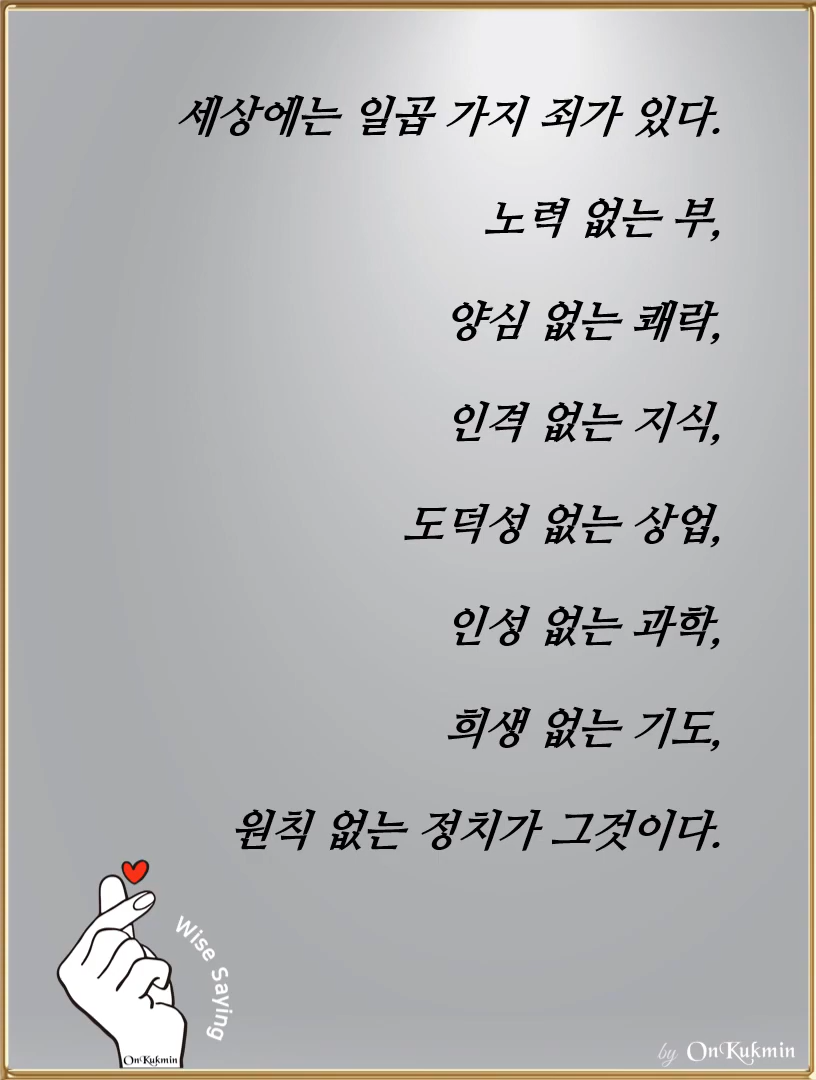 세상에는 일곱 가지 죄가 있다.
노력 없는 부,
양심 없는 쾌락,
인격 없는 지식,
도덕성 없는 상업,
인성 없는 과학,
희생 없는 기도,
원칙 없는 정치가 그것이다.
Wise Saying
OnKukmin
by OnKukmin